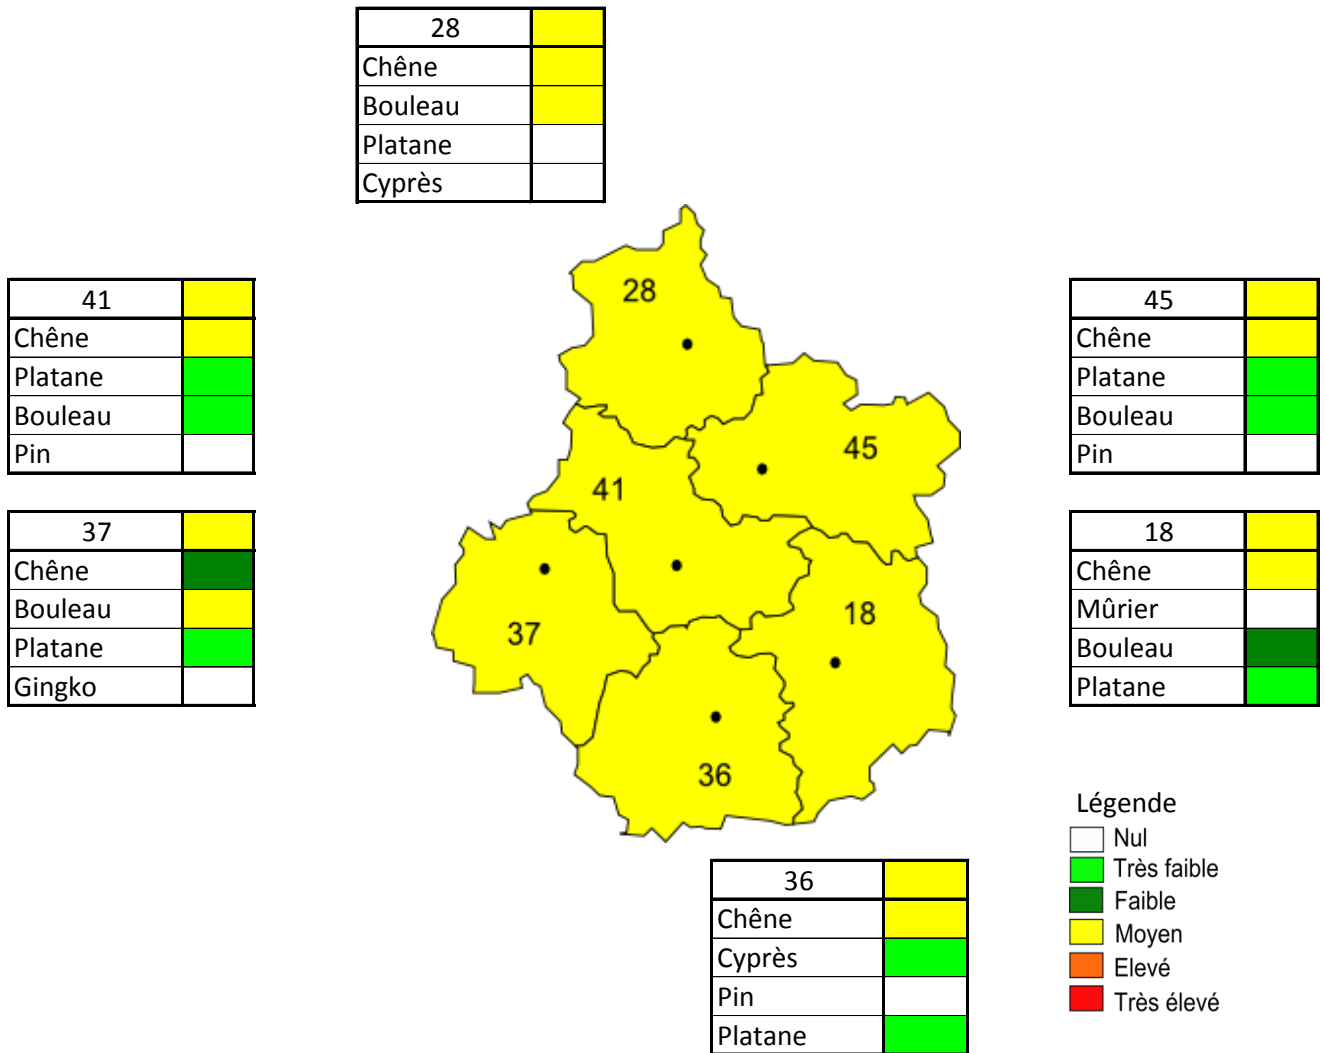 28
Chêne
Bouleau
Platane
Cyprès
41
Chêne
Platane
Bouleau
Pin
37
Chêne
Bouleau
Platane
Gingko
28
45
41
18
37
36
45
Chêne
Platane
Bouleau
Pin
18
Chêne
Mûrier
Bouleau
Platane
36
Chêne
Cyprès
Pin
Platane
Légende
Nul
Très faible
Faible
Moyen
Elevé
Très élevé